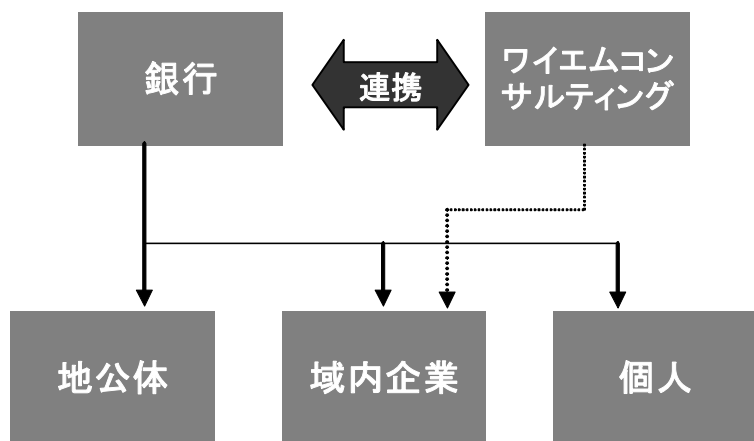 銀行
連携
ワイエムコン
サルティング
地公体
域内企業
個人